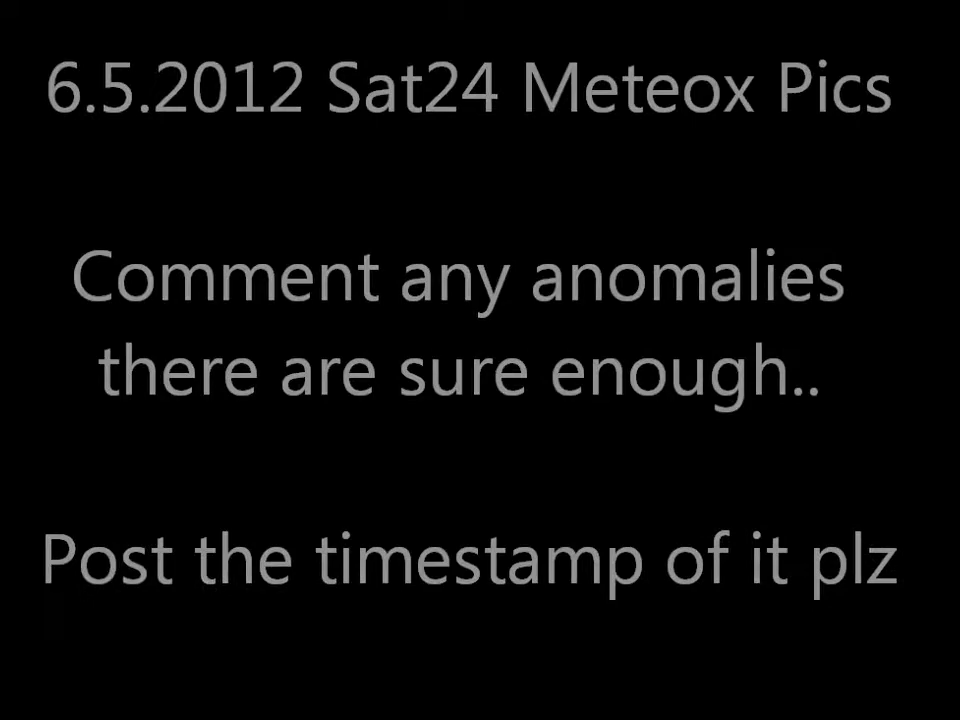 6.5.2012 Sat24 Meteox Pics
Comment any anomalies
there are sure enough..
Post the timestamp of it plz